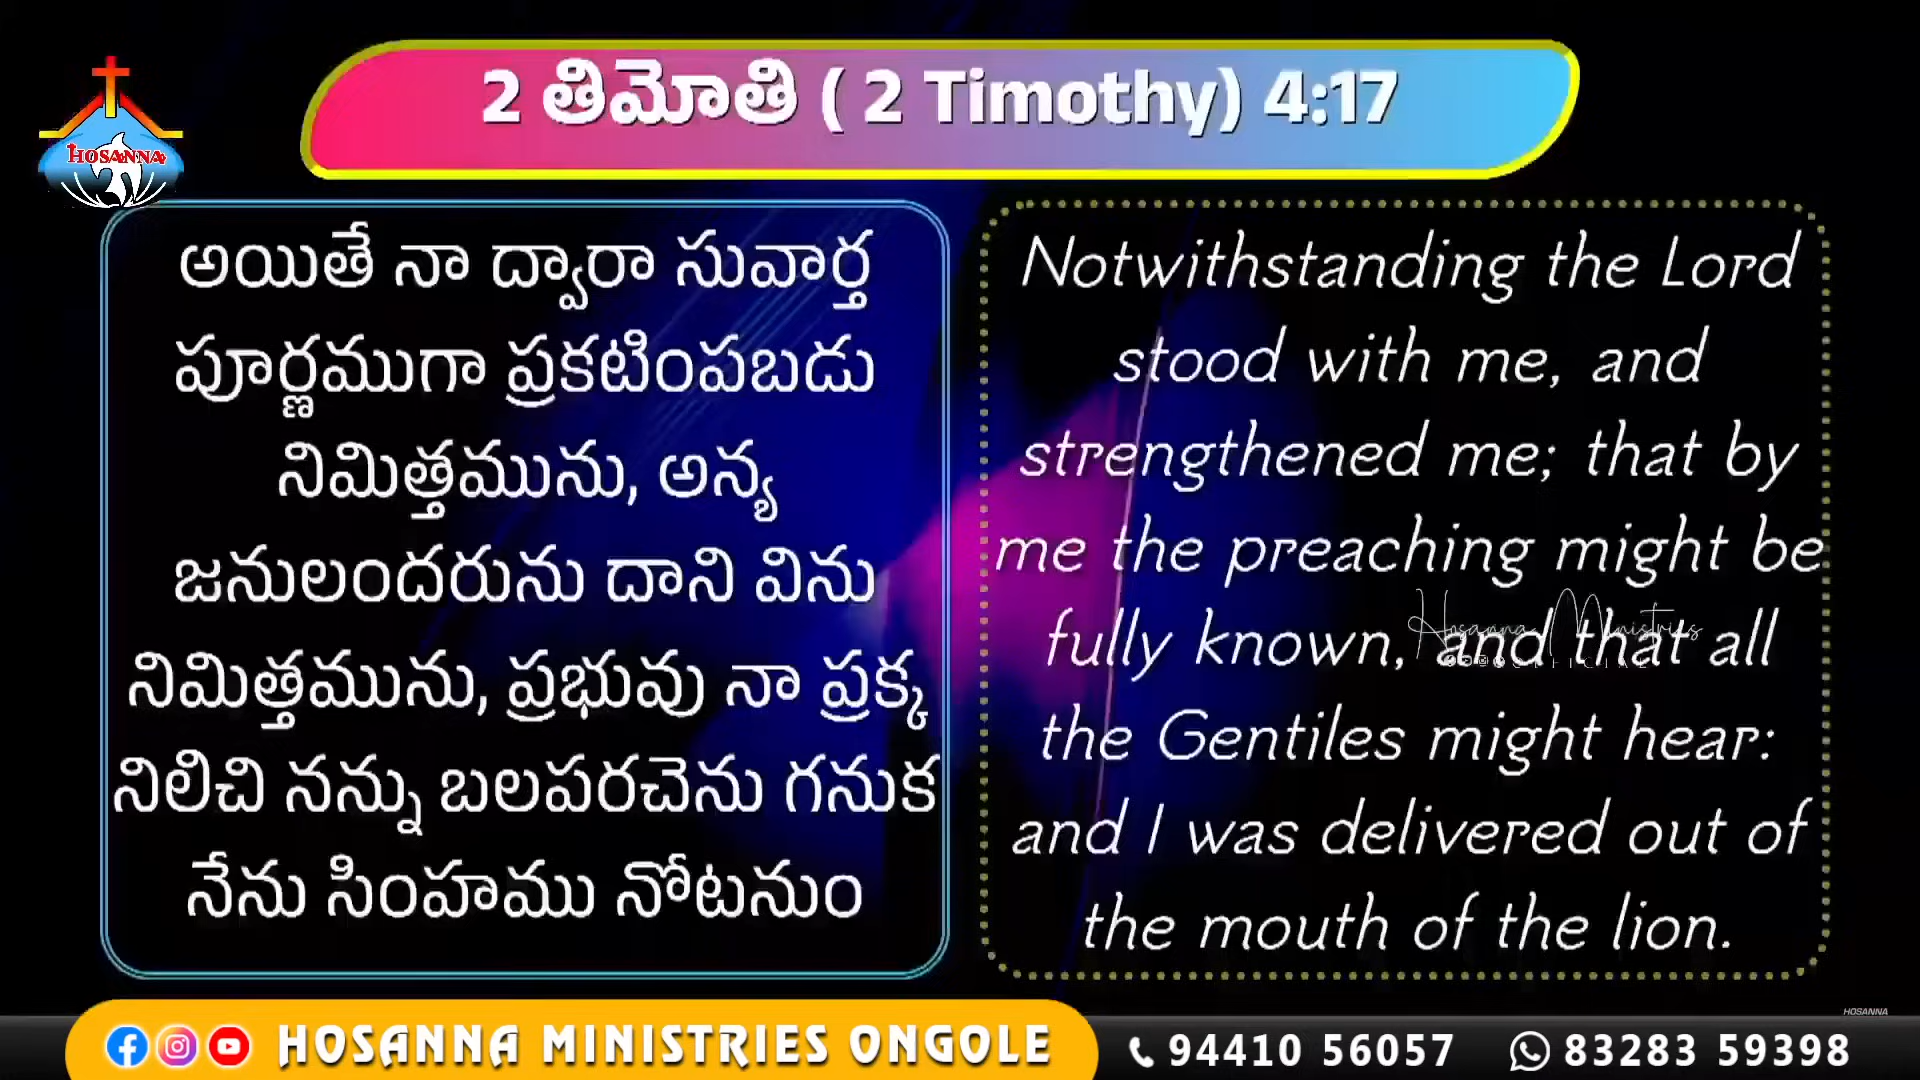 2 తిమోతి ( 2 Timothy) 4:17
HOSANNA
అయితే నా ద్వారా సువార్త
పూర్ణముగా ప్రకటింపబడు
నిమిత్తమును, అన్య
జనులందరును దాని విను
నిమిత్తమును, ప్రభువు నా ప్రక్క
నిలిచి నన్ను బలపరచెను గనుక
నేను సింహము నోటనుం
Notwithstanding the Lord
stood with me, and
strengthened me; that by
me the preaching might be
fully known, and that all
the Gentiles might hear:
and I was delivered out of
the mouth of the lion.
Hosanna Ministries
OFFICIAL
HOSANNA
HOSANNA MINISTRIES ONGOLE
94410 56057
83283 59398